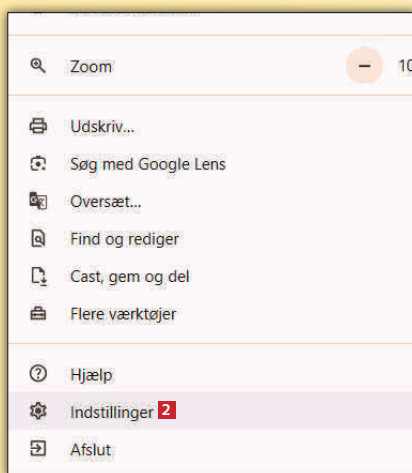 Zoom 10
Udskriv...
Søg med Google Lens
Oversæt...
Find og rediger
Cast, gem og del
Flere værktøjer
Hjælp
Indstillinger 2
Afslut